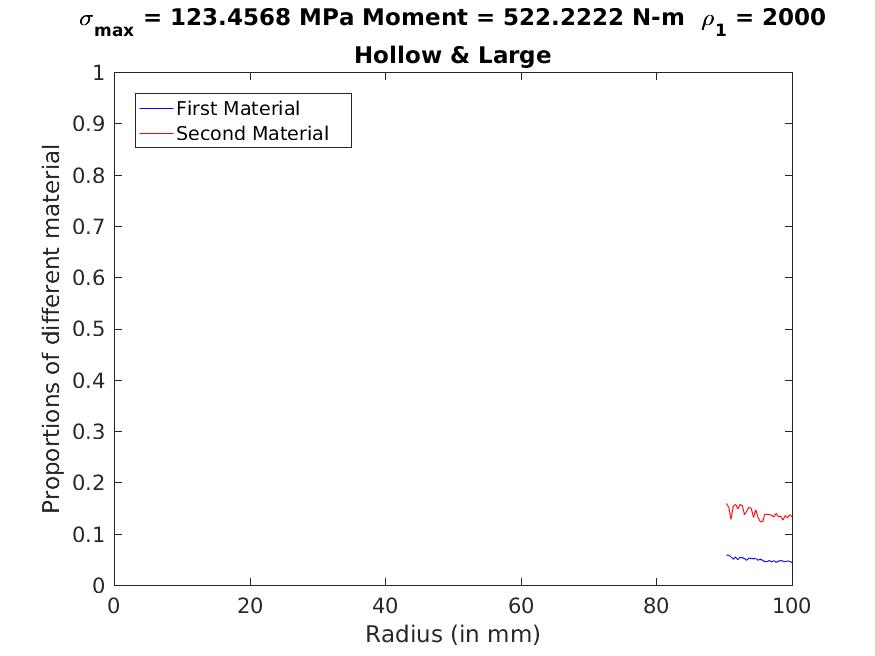 σmax = 123.4568 MPa Moment = 522.2222 N-m ρ1 = 2000
Hollow & Large
First Material
Second Material
Proportions of different material
1
0.9
0.8
0.7
0.6
0.5
0.4
0.3
0.2
0.1
0
0 20 40 60 80 100
Radius (in mm)